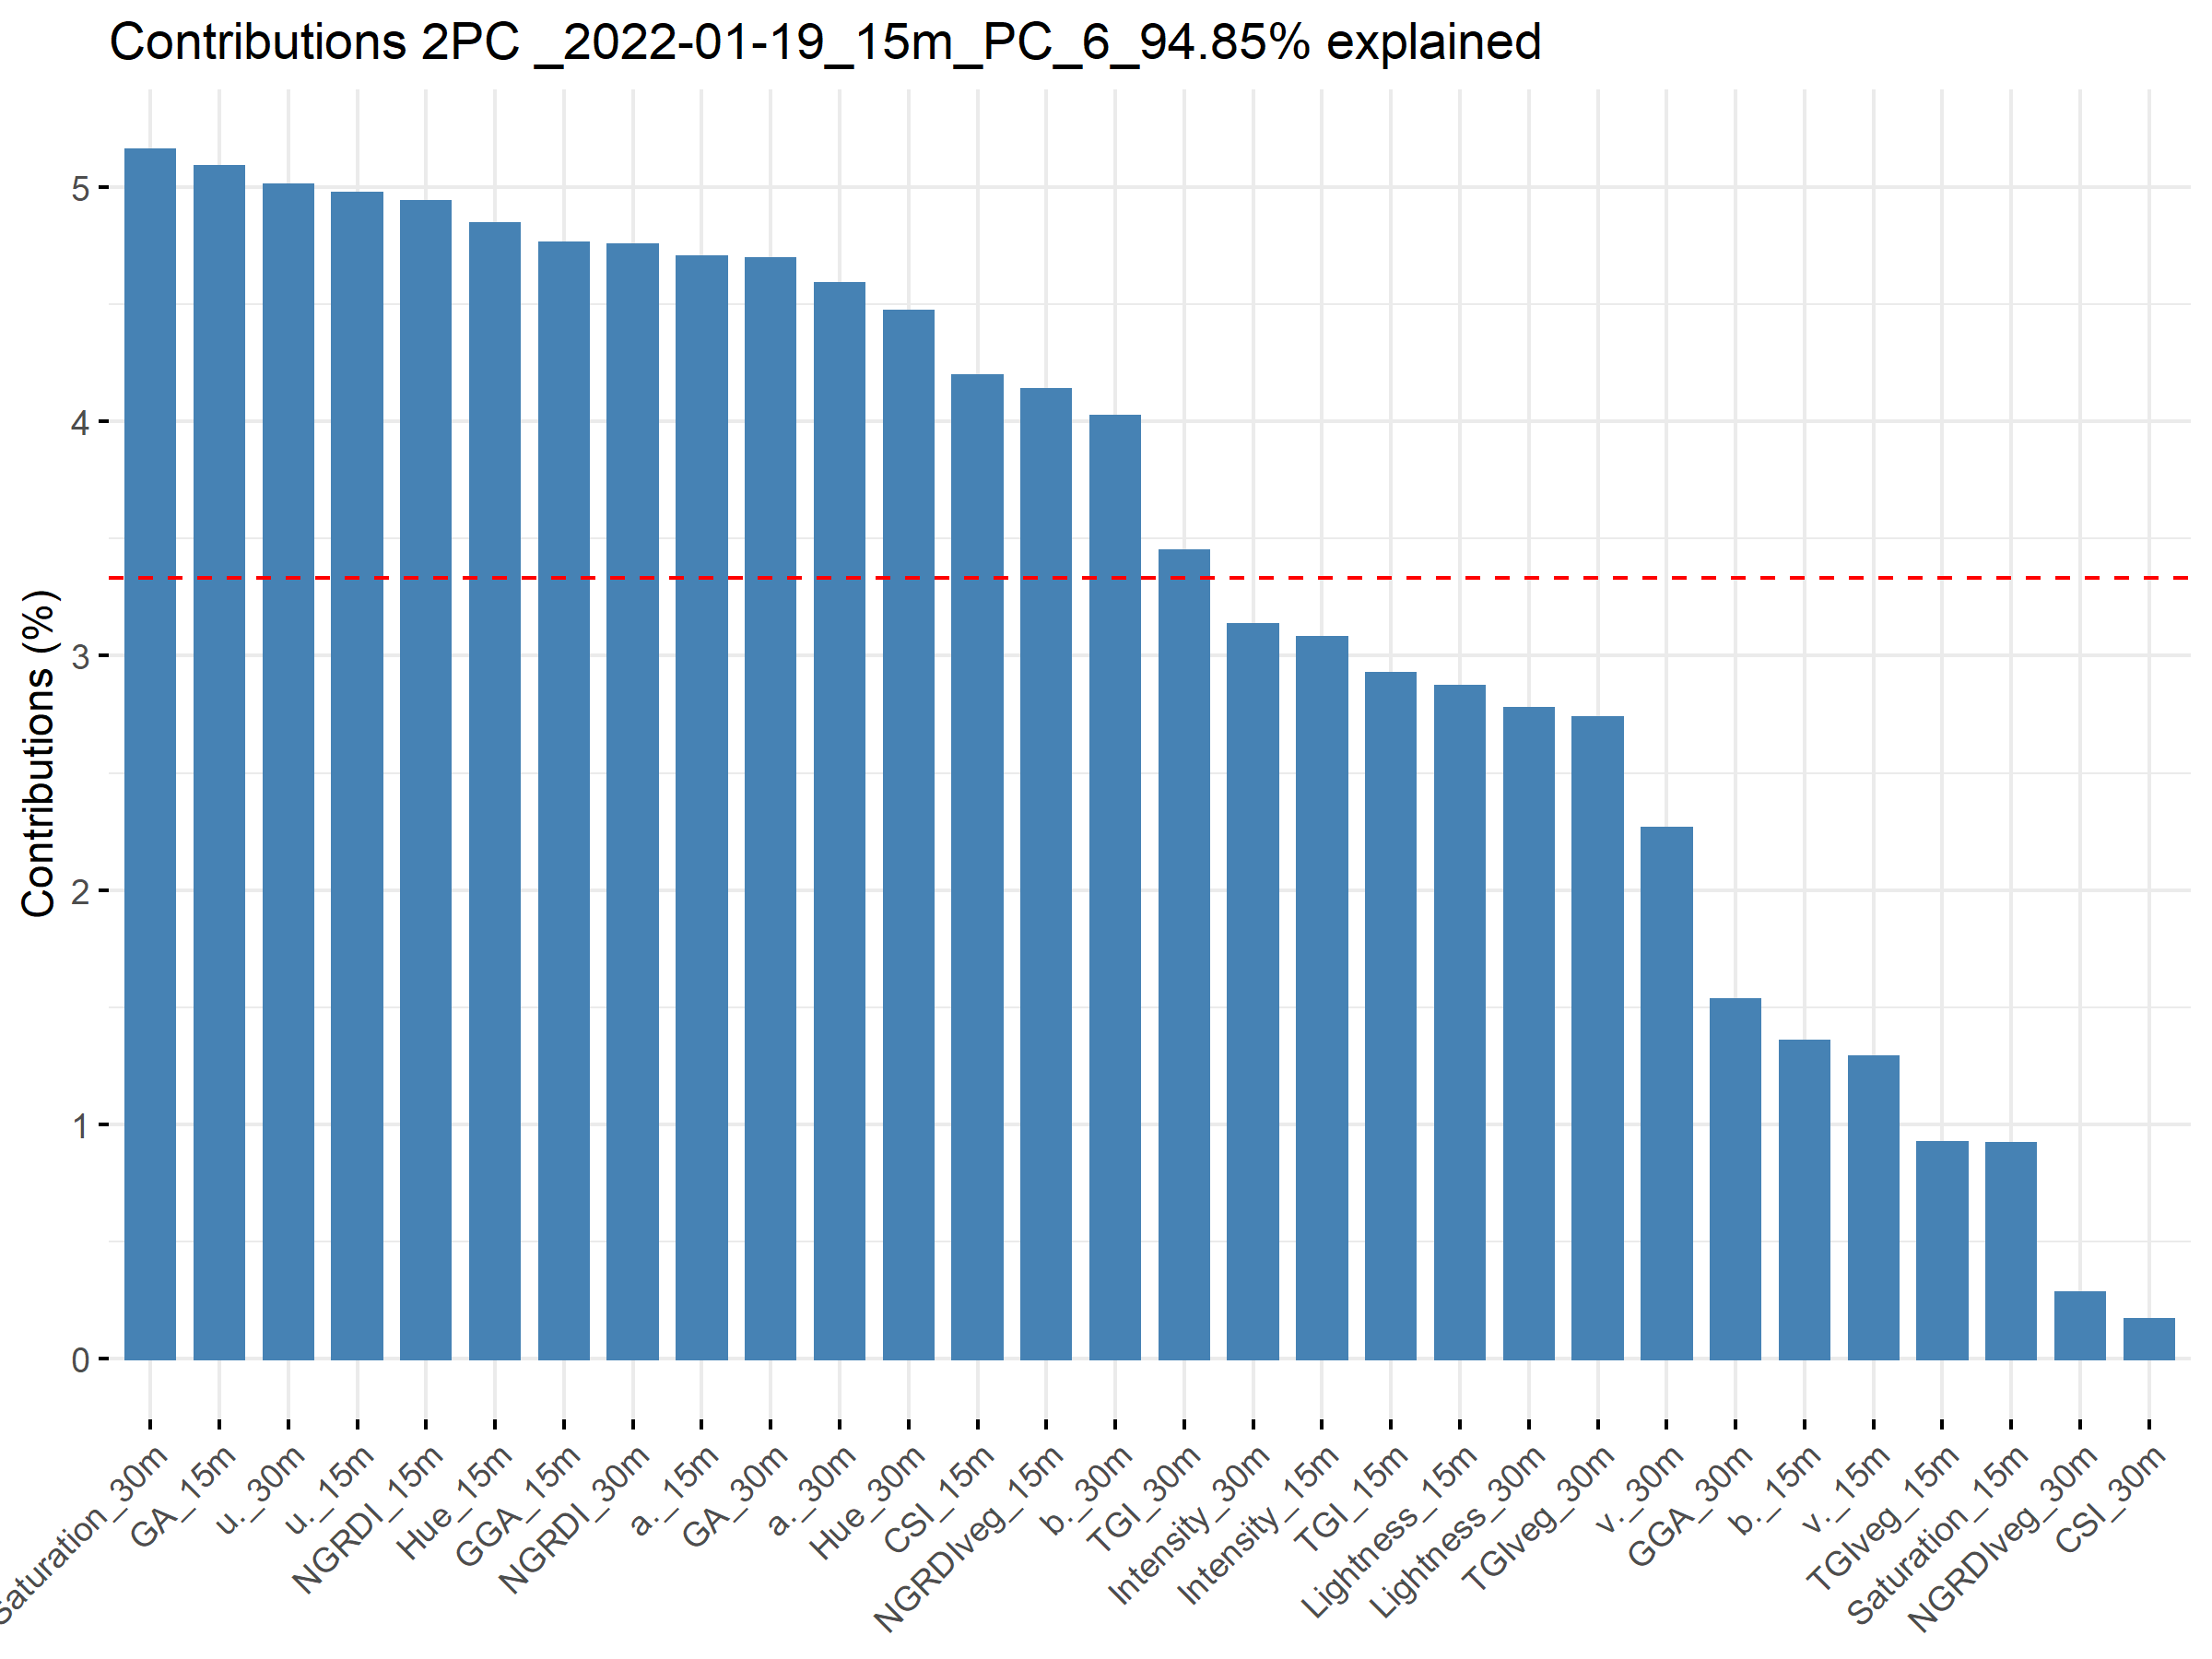 Contributions 2PC _2022-01-19_15m_PC_6_94.85% explained
Contributions (%)
5
4
3
2
1
0
Saturation_30m
GA_15m
u._30m
u._15m
NGRDI_15m
Hue_15m
GGA_15m
NGRDI_30m
a._15m
GA_30m
a._30m
Hue_30m
CSI_15m
NGRDIveg_15m
b._30m
TGI_30m
Intensity_30m
Intensity_15m
TGI_15m
Lightness_15m
Lightness_30m
TGIveg_30m
v._30m
GGA_30m
b._15m
v._15m
TGIveg_15m
Saturation_15m
NGRDIveg_30m
CSI_30m